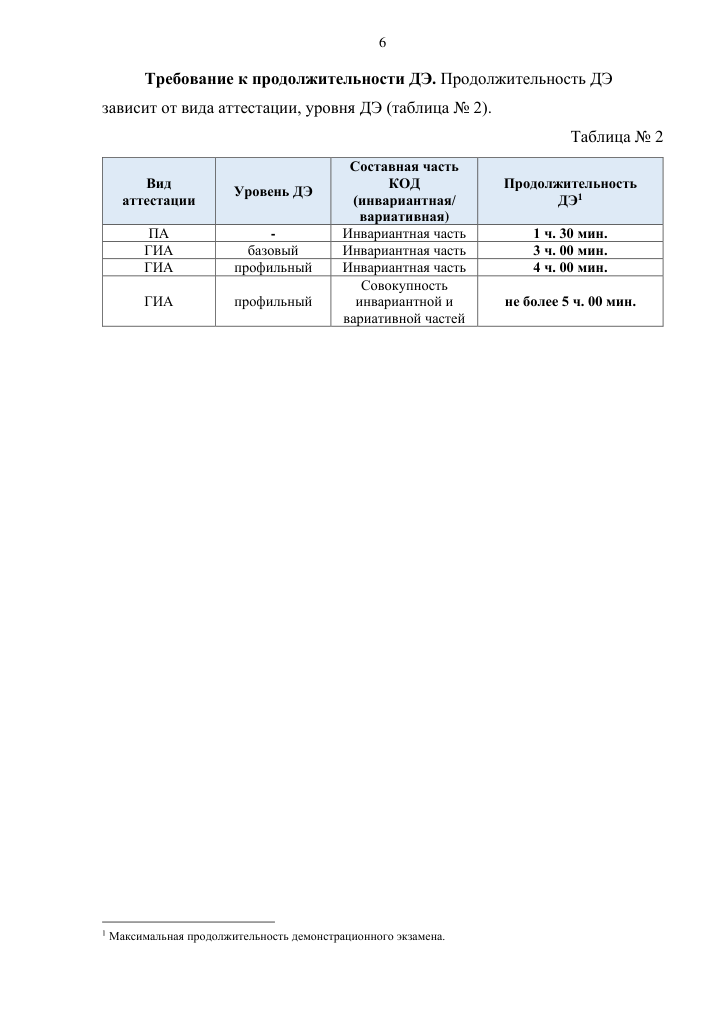 6
Требование к продолжительности ДЭ. Продолжительность ДЭ
зависит от вида аттестации, уровня ДЭ (таблица № 2).
Таблица № 2
Вид
аттестации
Уровень ДЭ
Составная часть
КОД
(инвариантная/
вариативная)
Продолжительность
ДЭ¹
ПА - Инвариантная часть 1 ч. 30 мин.
ГИА базовый Инвариантная часть 3 ч. 00 мин.
ГИА профильный Инвариантная часть 4 ч. 00 мин.
ГИА профильный
Совокупность
инвариантной и
вариативной частей
не более 5 ч. 00 мин.
¹ Максимальная продолжительность демонстрационного экзамена.